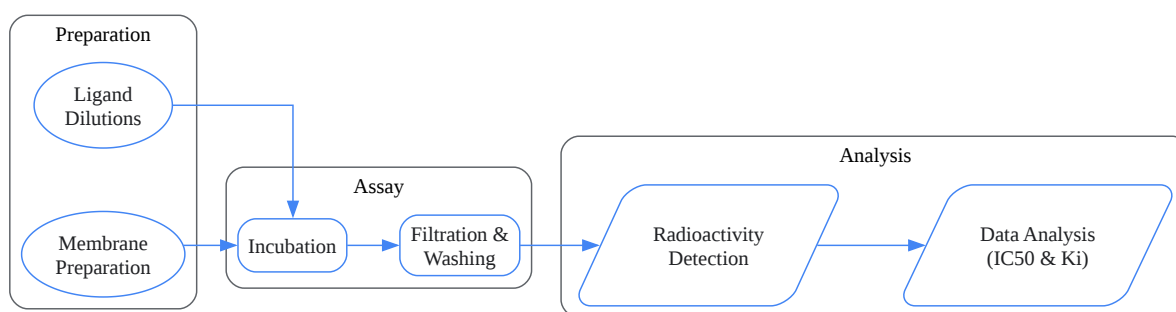 Preparation
Ligand
Dilutions
Membrane
Preparation
Assay
Incubation
Filtration &
Washing
Analysis
Radioactivity
Detection
Data Analysis
(IC50 & Ki)